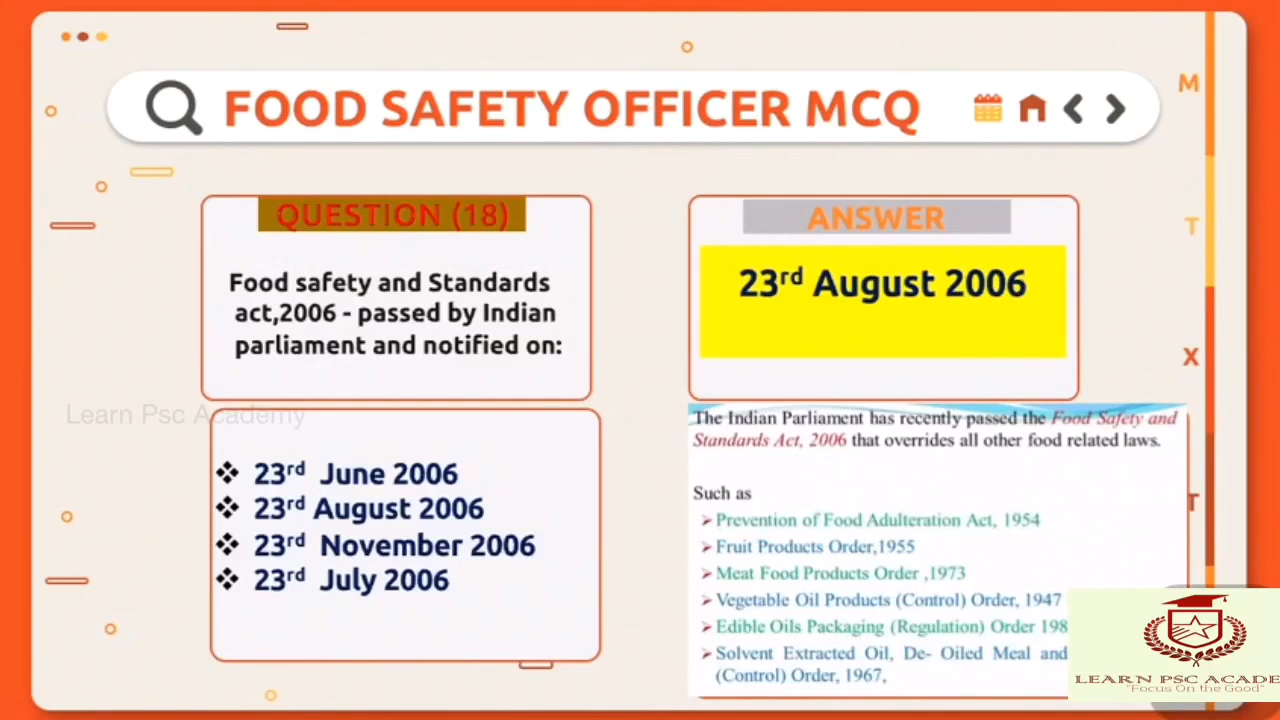 FOOD SAFETY OFFICER MCQ
M
T
X
T
QUESTION (18)
Food safety and Standards
act,2006 - passed by Indian
parliament and notified on:
ANSWER
23rd August 2006
Learn Psc Academy
❖ 23rd June 2006
❖ 23rd August 2006
❖ 23rd November 2006
❖ 23rd July 2006
The Indian Parliament has recently passed the Food Safety and
Standards Act, 2006 that overrides all other food related laws.
Such as
➢Prevention of Food Adulteration Act, 1954
➢Fruit Products Order,1955
➢Meat Food Products Order ,1973
➢Vegetable Oil Products (Control) Order, 1947
➢Edible Oils Packaging (Regulation) Order 198
➢Solvent Extracted Oil, De- Oiled Meal and
(Control) Order, 1967,
LEARN PSC ACADE
"Focus On the Good"